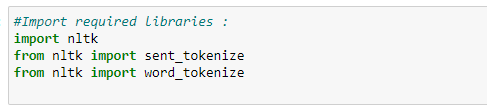 #Import required libraries :
import nltk
from nltk import sent_tokenize
from nltk import word_tokenize